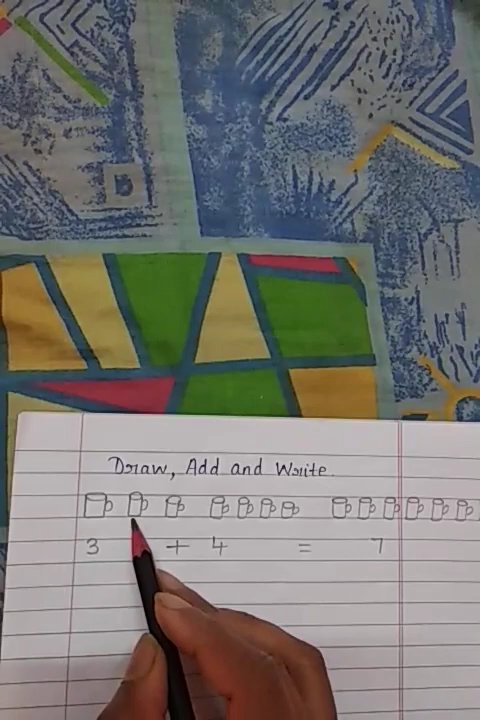 Draw, Add and Write.
3 + 4 = 7